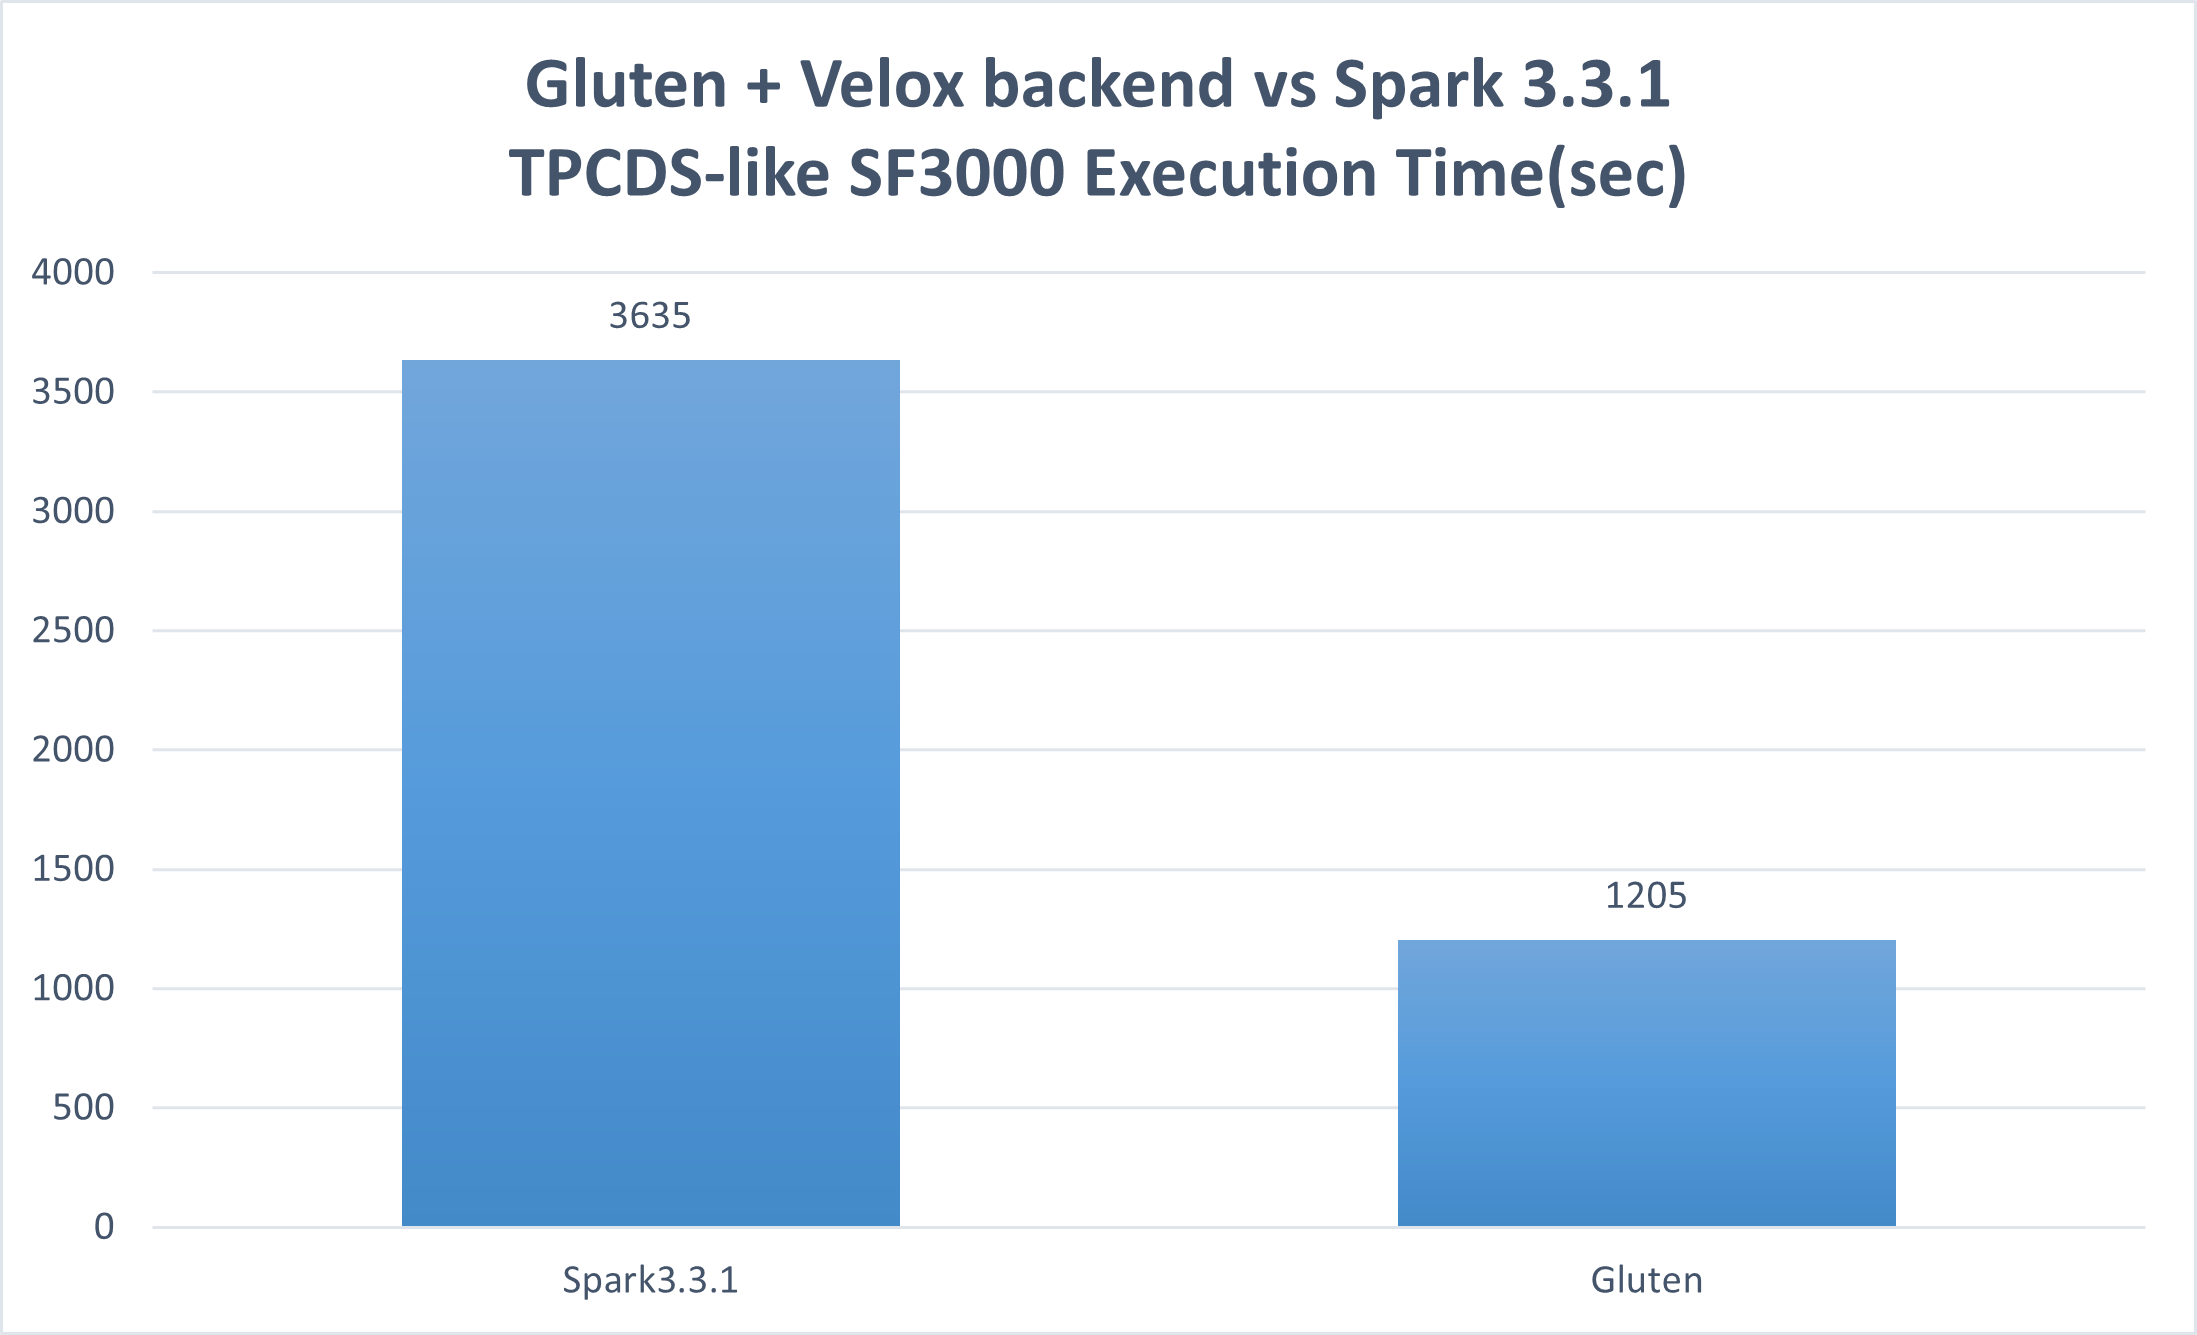 Gluten + Velox backend vs Spark 3.3.1
TPCDS-like SF3000 Execution Time(sec)
4000
3635
3500
3000
2500
2000
1500
1205
1000
500
0
Spark3.3.1
Gluten